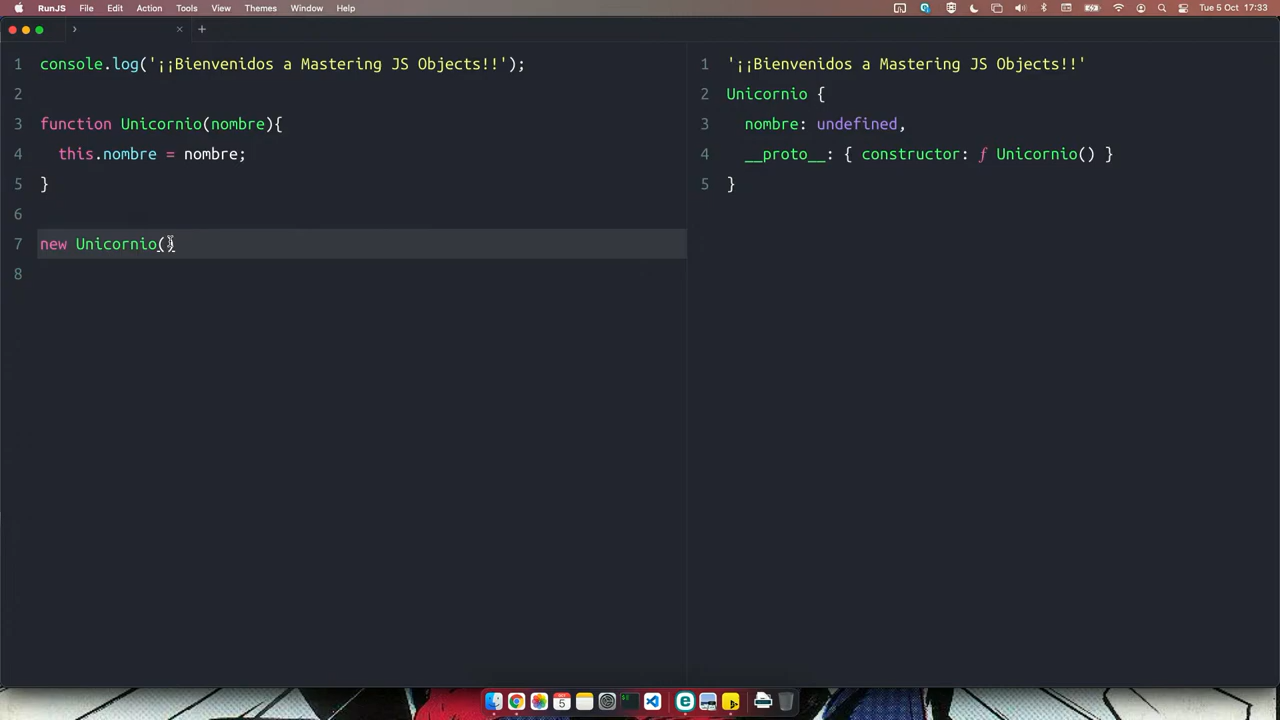 RunJS File Edit Action Tools View Themes Window Help Tue 5 Oct 17:33
1 console.log('¡¡Bienvenidos a Mastering JS Objects!!');
2
3 function Unicornio(nombre){
4 this.nombre = nombre;
5 }
6
7 new Unicornio()
8
1 '¡¡Bienvenidos a Mastering JS Objects!!'
2 Unicornio {
3 nombre: undefined,
4 __proto__: { constructor: ƒ Unicornio() }
5 }